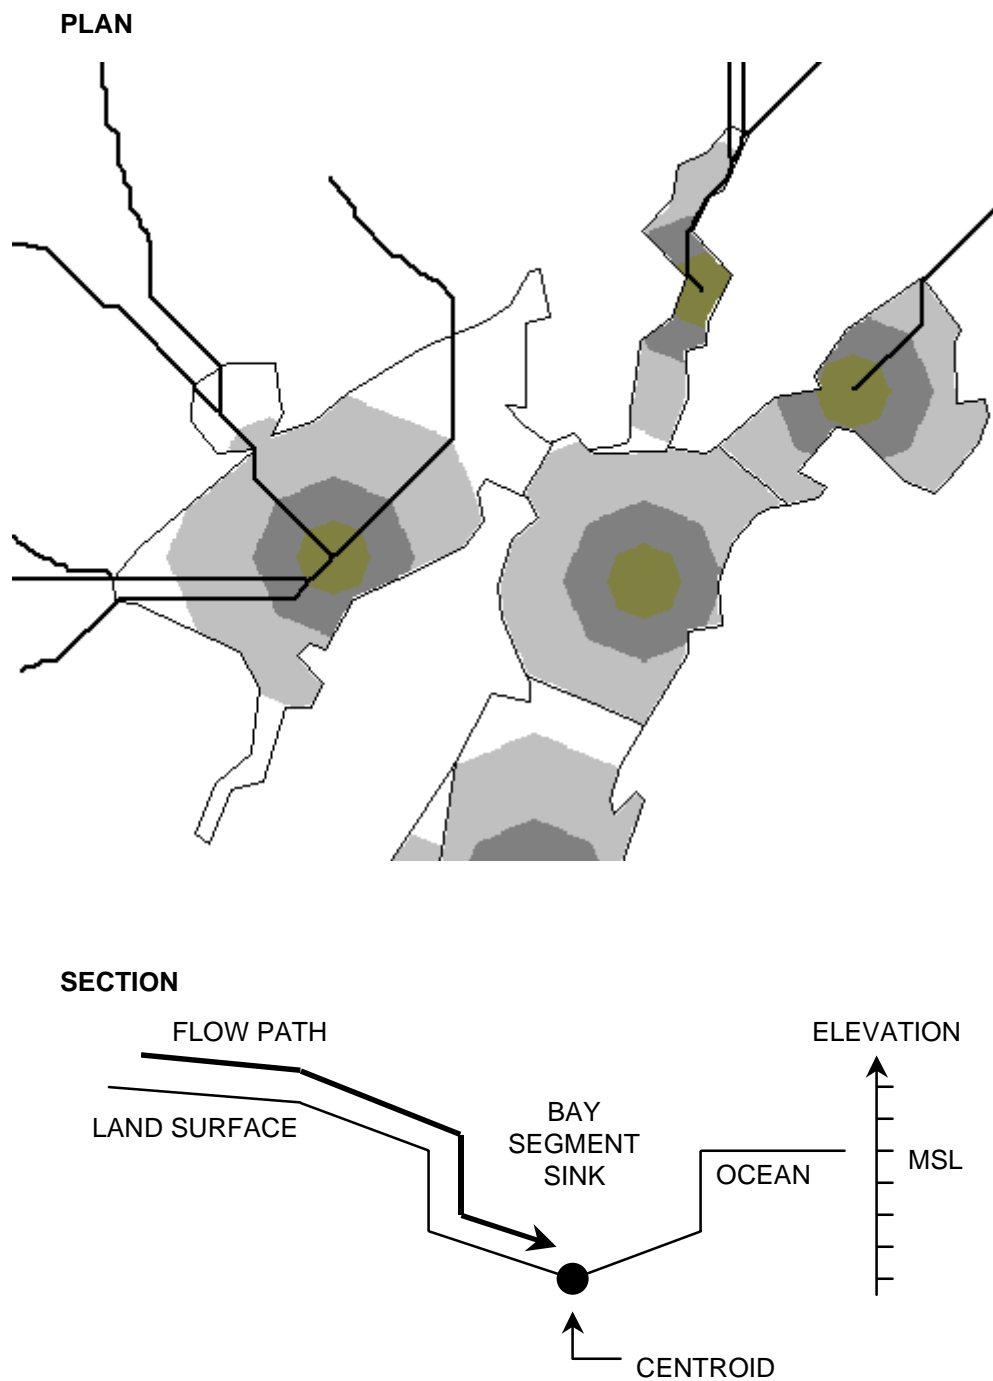 PLAN
SECTION
FLOW PATH
ELEVATION
LAND SURFACE
BAY
SEGMENT
SINK
OCEAN
MSL
CENTROID